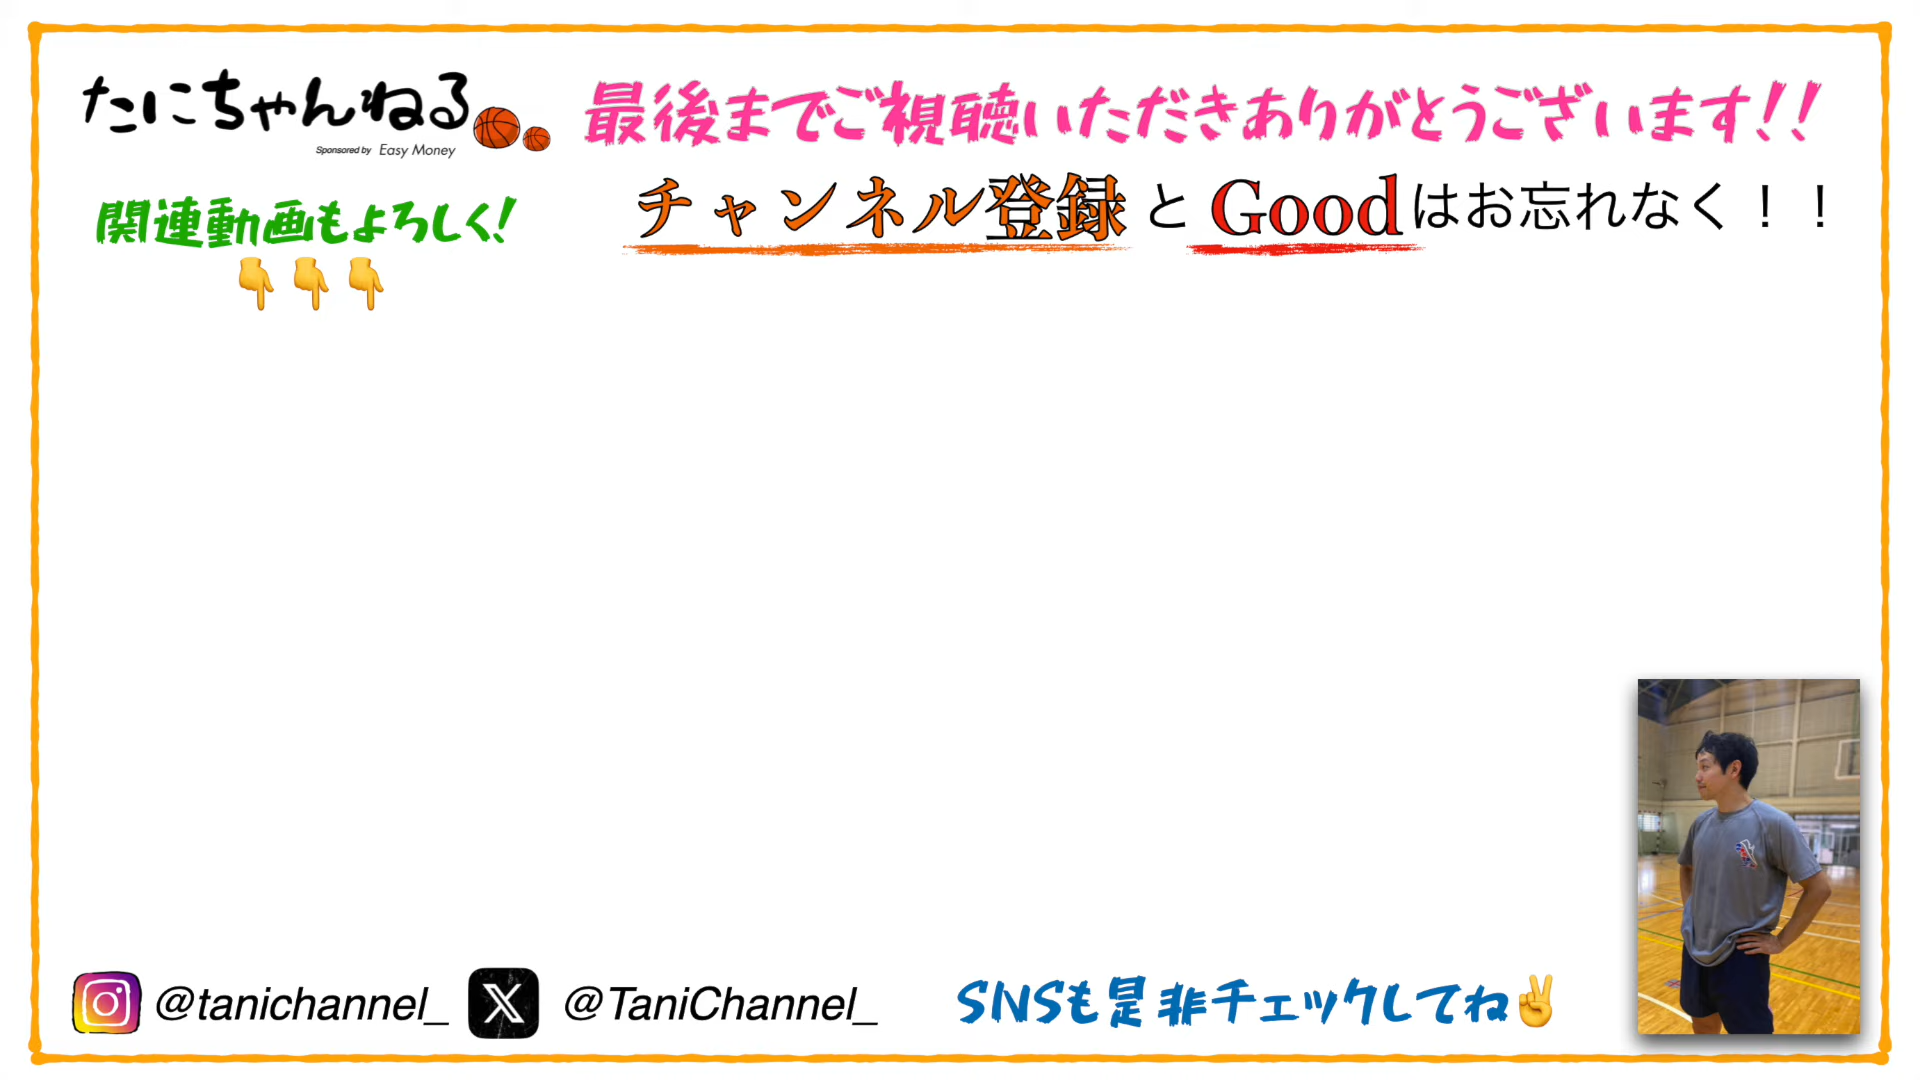 たにちゃんねる
Sponsored by Easy Money
最後までご視聴いただきありがとうございます!!
チャンネル登録とGoodはお忘れなく！！
関連動画もよろしく!
👇👇👇
@tanichannel_
@TaniChannel_
SNSも是非チェックしてね✌